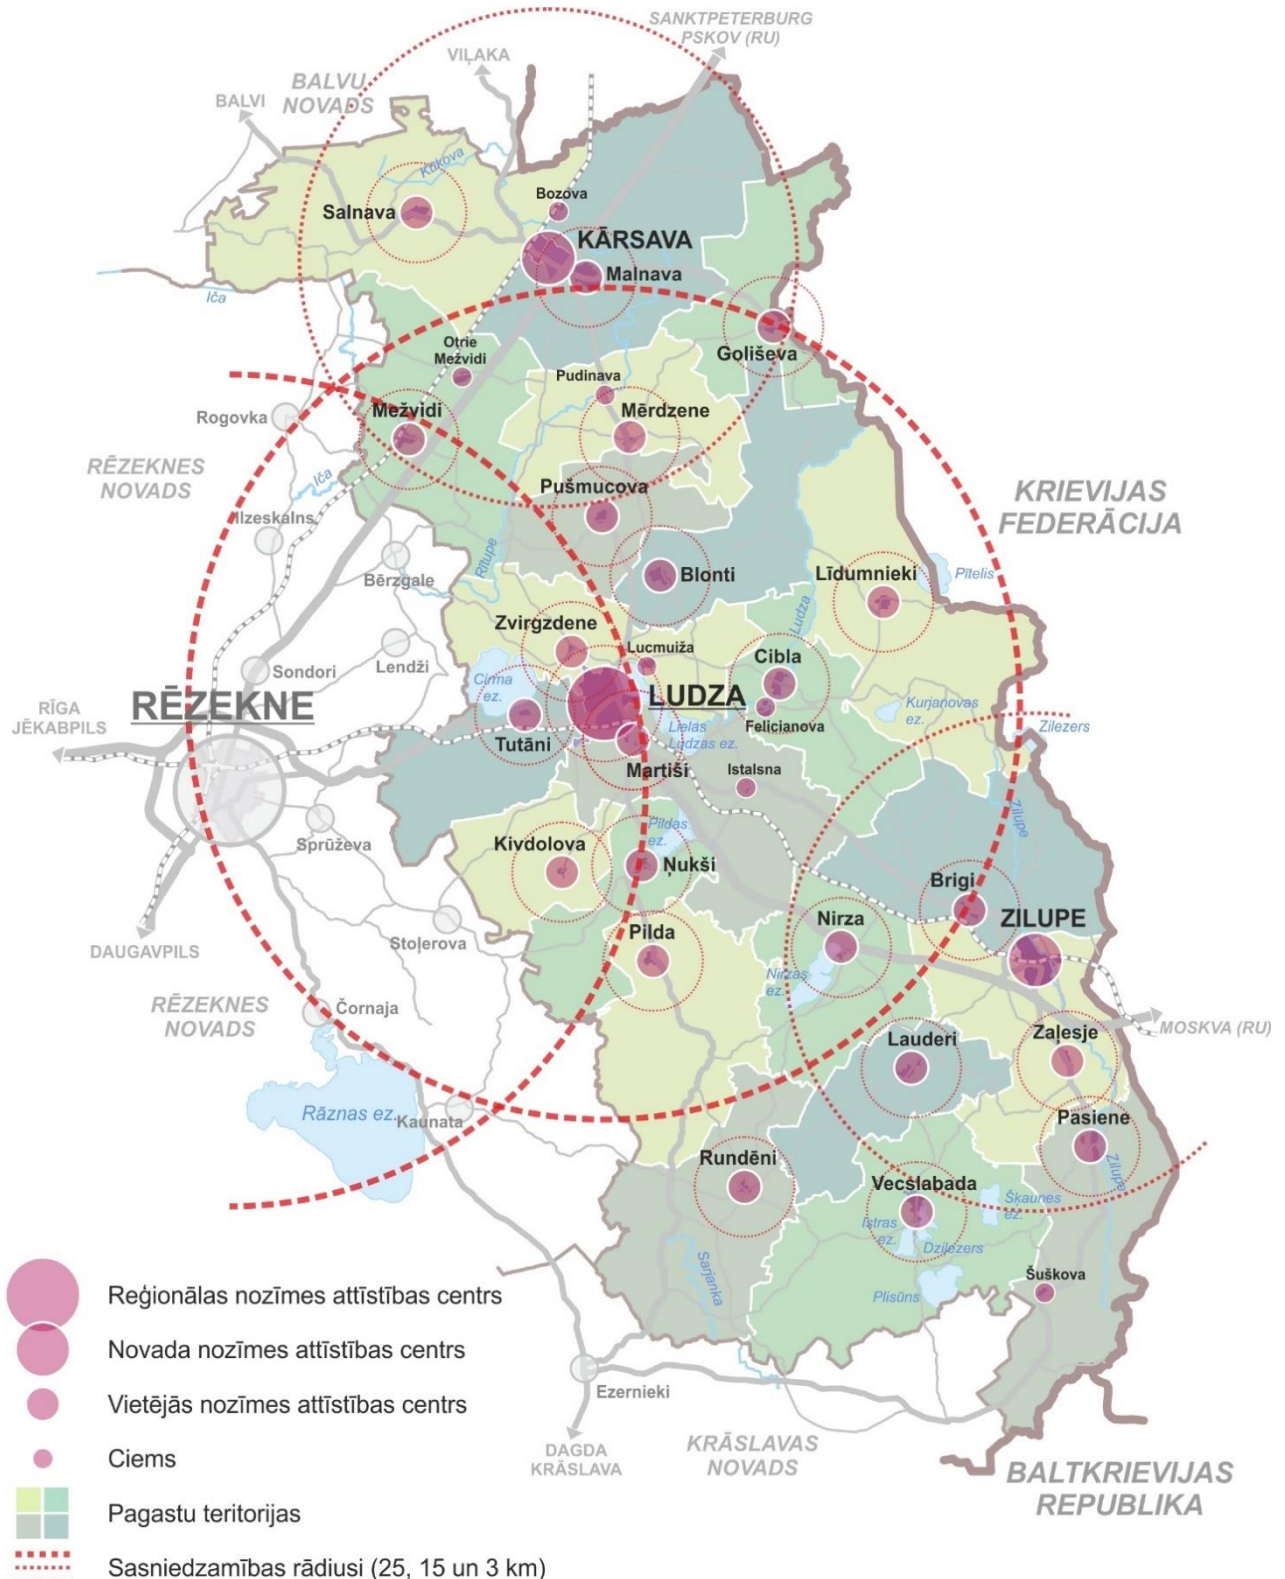 SANKTPETERBURG
PSKOV (RU)
VIĻAKA
BALVU
NOVADS
BALVI
Kūkova
Bozova
Salnava
KĀRSAVA
Malnava
Iča
Goliševa
Otrie
Mežvidi
Pudinava
Mežvidi
Mērdzene
Rogovka
RĒZEKNES
NOVADS
Iča
Pušmucova
KRIEVIJAS
FEDERĀCIJA
Ilzeskalns
Rītupe
Bērzgale
Blonti
Līdumnieki
Pītelis
Ludza
Zvirgzdene
Lucmuiža
Cibla
Lendži
Sondori
Cirma
ez.
RĒZEKNE
LUDZA
Kurjanovas
ez.
RĪGA
JĒKABPILS
Felicianova
Zilezers
Tutāni
Lielas
Ludzas ez.
Martiši
Istalsna
Zilupe
Pildas
ez.
Sprūževa
Kivdolova
Ņukši
Brigi
ZILUPE
Nirza
Pilda
Stoļerova
DAUGAVPILS
Nirzas
ez.
RĒZEKNES
NOVADS
Čornaja
MOSKVA (RU)
Zaļesje
Lauderi
Rāznas ez.
Kaunata
Pasiene
Rundēni
Vecslabada
Zilupe
Šķaunes
ez.
Istras
ez.
Dziļezers
Sarjanka
Šuškova
Plisūns
Ezernieki
DAGDA
KRĀSLAVA
KRĀSLAVAS
NOVADS
BALTKRIEVIJAS
REPUBLIKA
Reģionālas nozīmes attīstības centrs
Novada nozīmes attīstības centrs
Vietējās nozīmes attīstības centrs
Ciems
Pagastu teritorijas
Sasniedzamības rādiusi (25, 15 un 3 km)